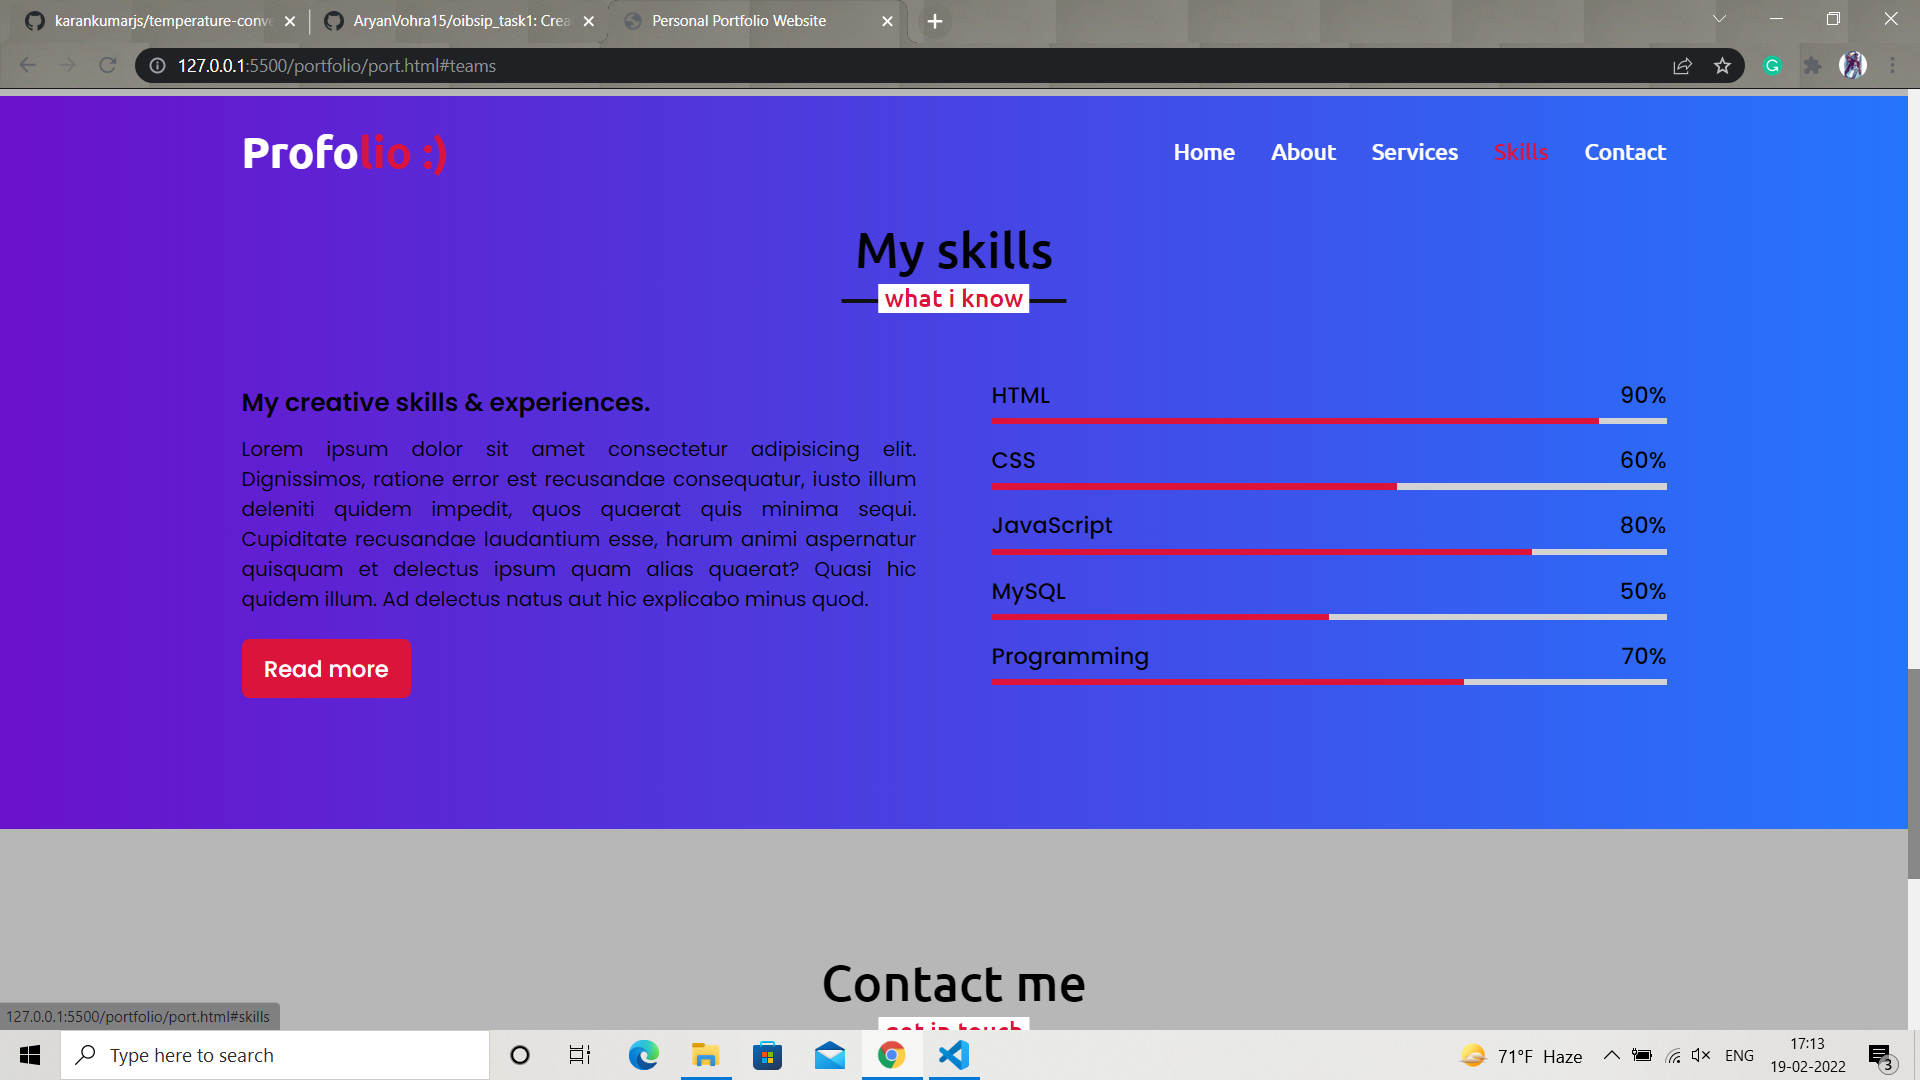 karankumarjs/temperature-conve
AryanVohra15/oibsip_task1: Crea
Personal Portfolio Website
127.0.0.1:5500/portfolio/port.html#teams
Profolio :)
Home About Services Skills Contact
My skills
what i know
My creative skills & experiences.
Lorem ipsum dolor sit amet consectetur adipisicing elit.
Dignissimos, ratione error est recusandae consequatur, iusto illum
deleniti quidem impedit, quos quaerat quis minima sequi.
Cupiditate recusandae laudantium esse, harum animi aspernatur
quisquam et delectus ipsum quam alias quaerat? Quasi hic
quidem illum. Ad delectus natus aut hic explicabo minus quod.
Read more
HTML 90%
CSS 60%
JavaScript 80%
MySQL 50%
Programming 70%
Contact me
get in touch
127.0.0.1:5500/portfolio/port.html#skills
Type here to search
71°F Haze
ENG
17:13
19-02-2022
3